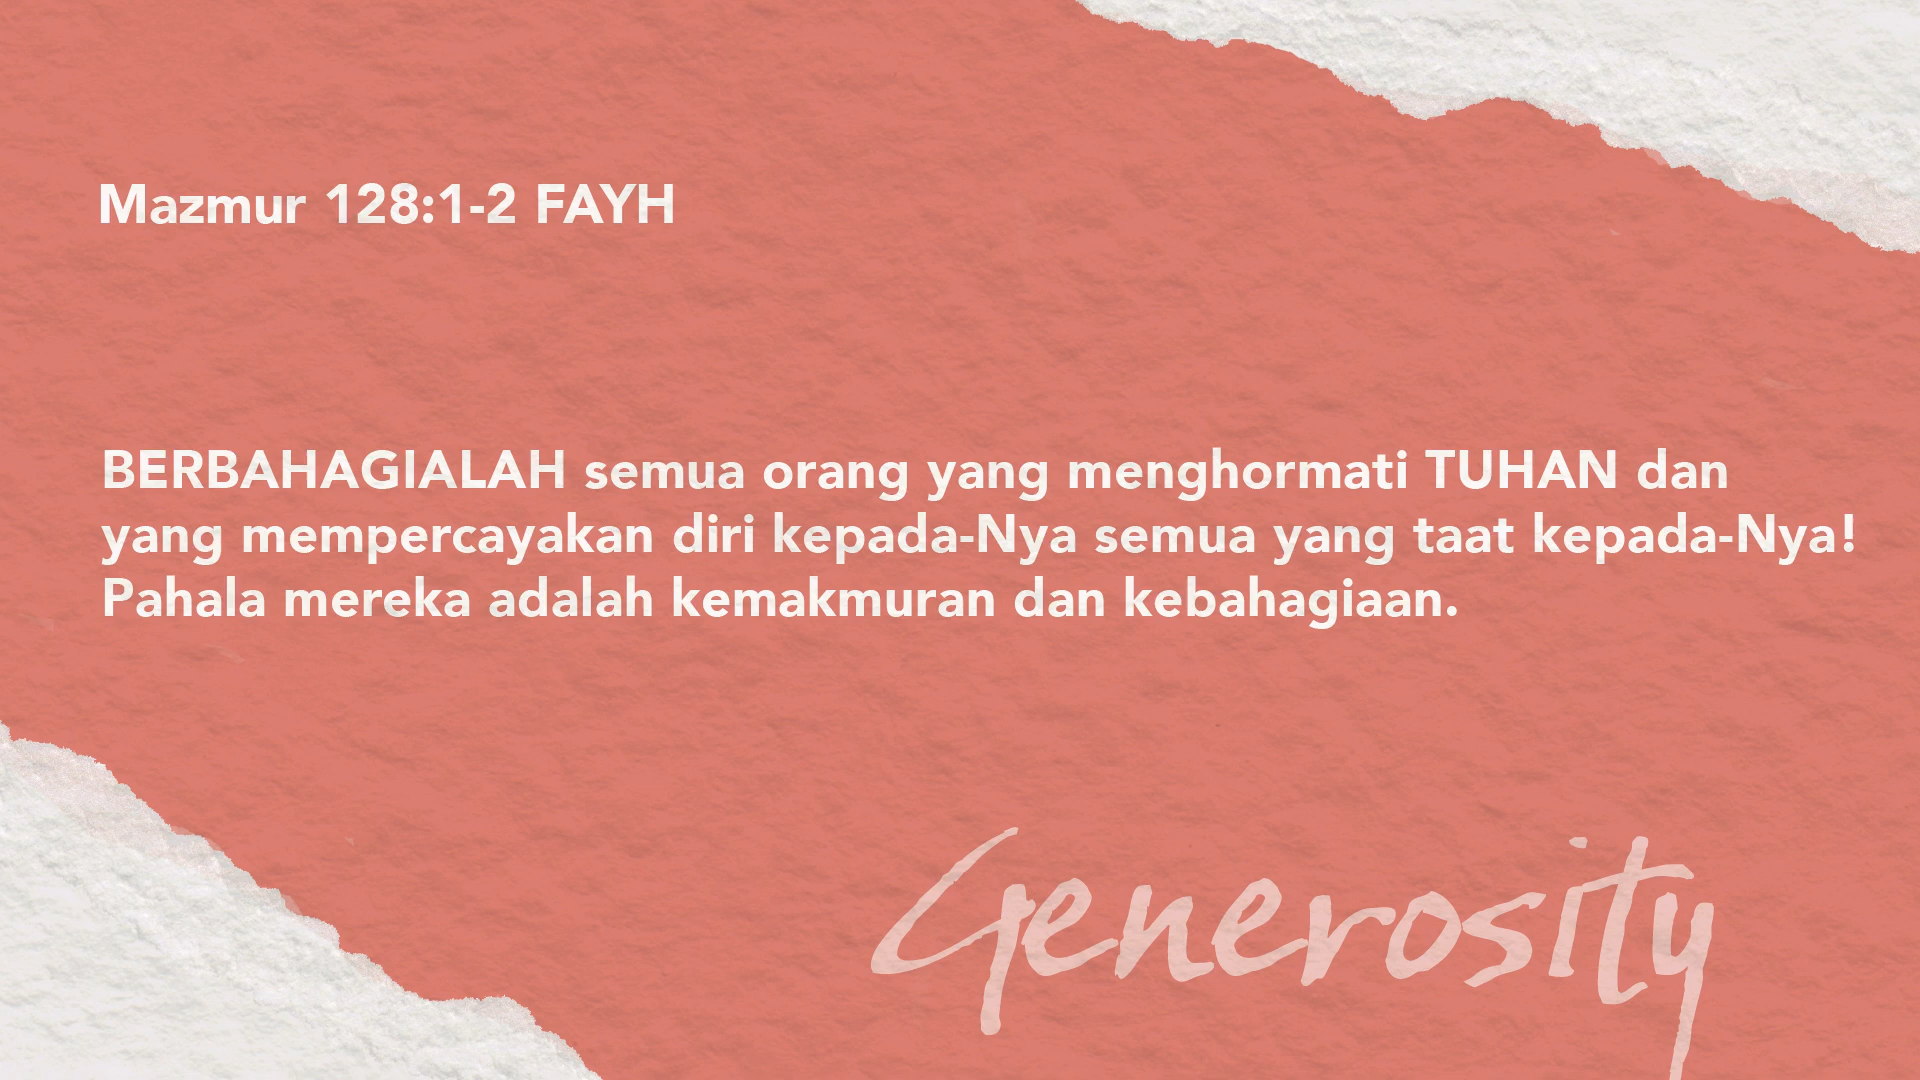 Mazmur 128:1-2 FAYH
BERBAHAGIALAH semua orang yang menghormati TUHAN dan
yang mempercayakan diri kepada-Nya semua yang taat kepada-Nya!
Pahala mereka adalah kemakmuran dan kebahagiaan.
Generosity